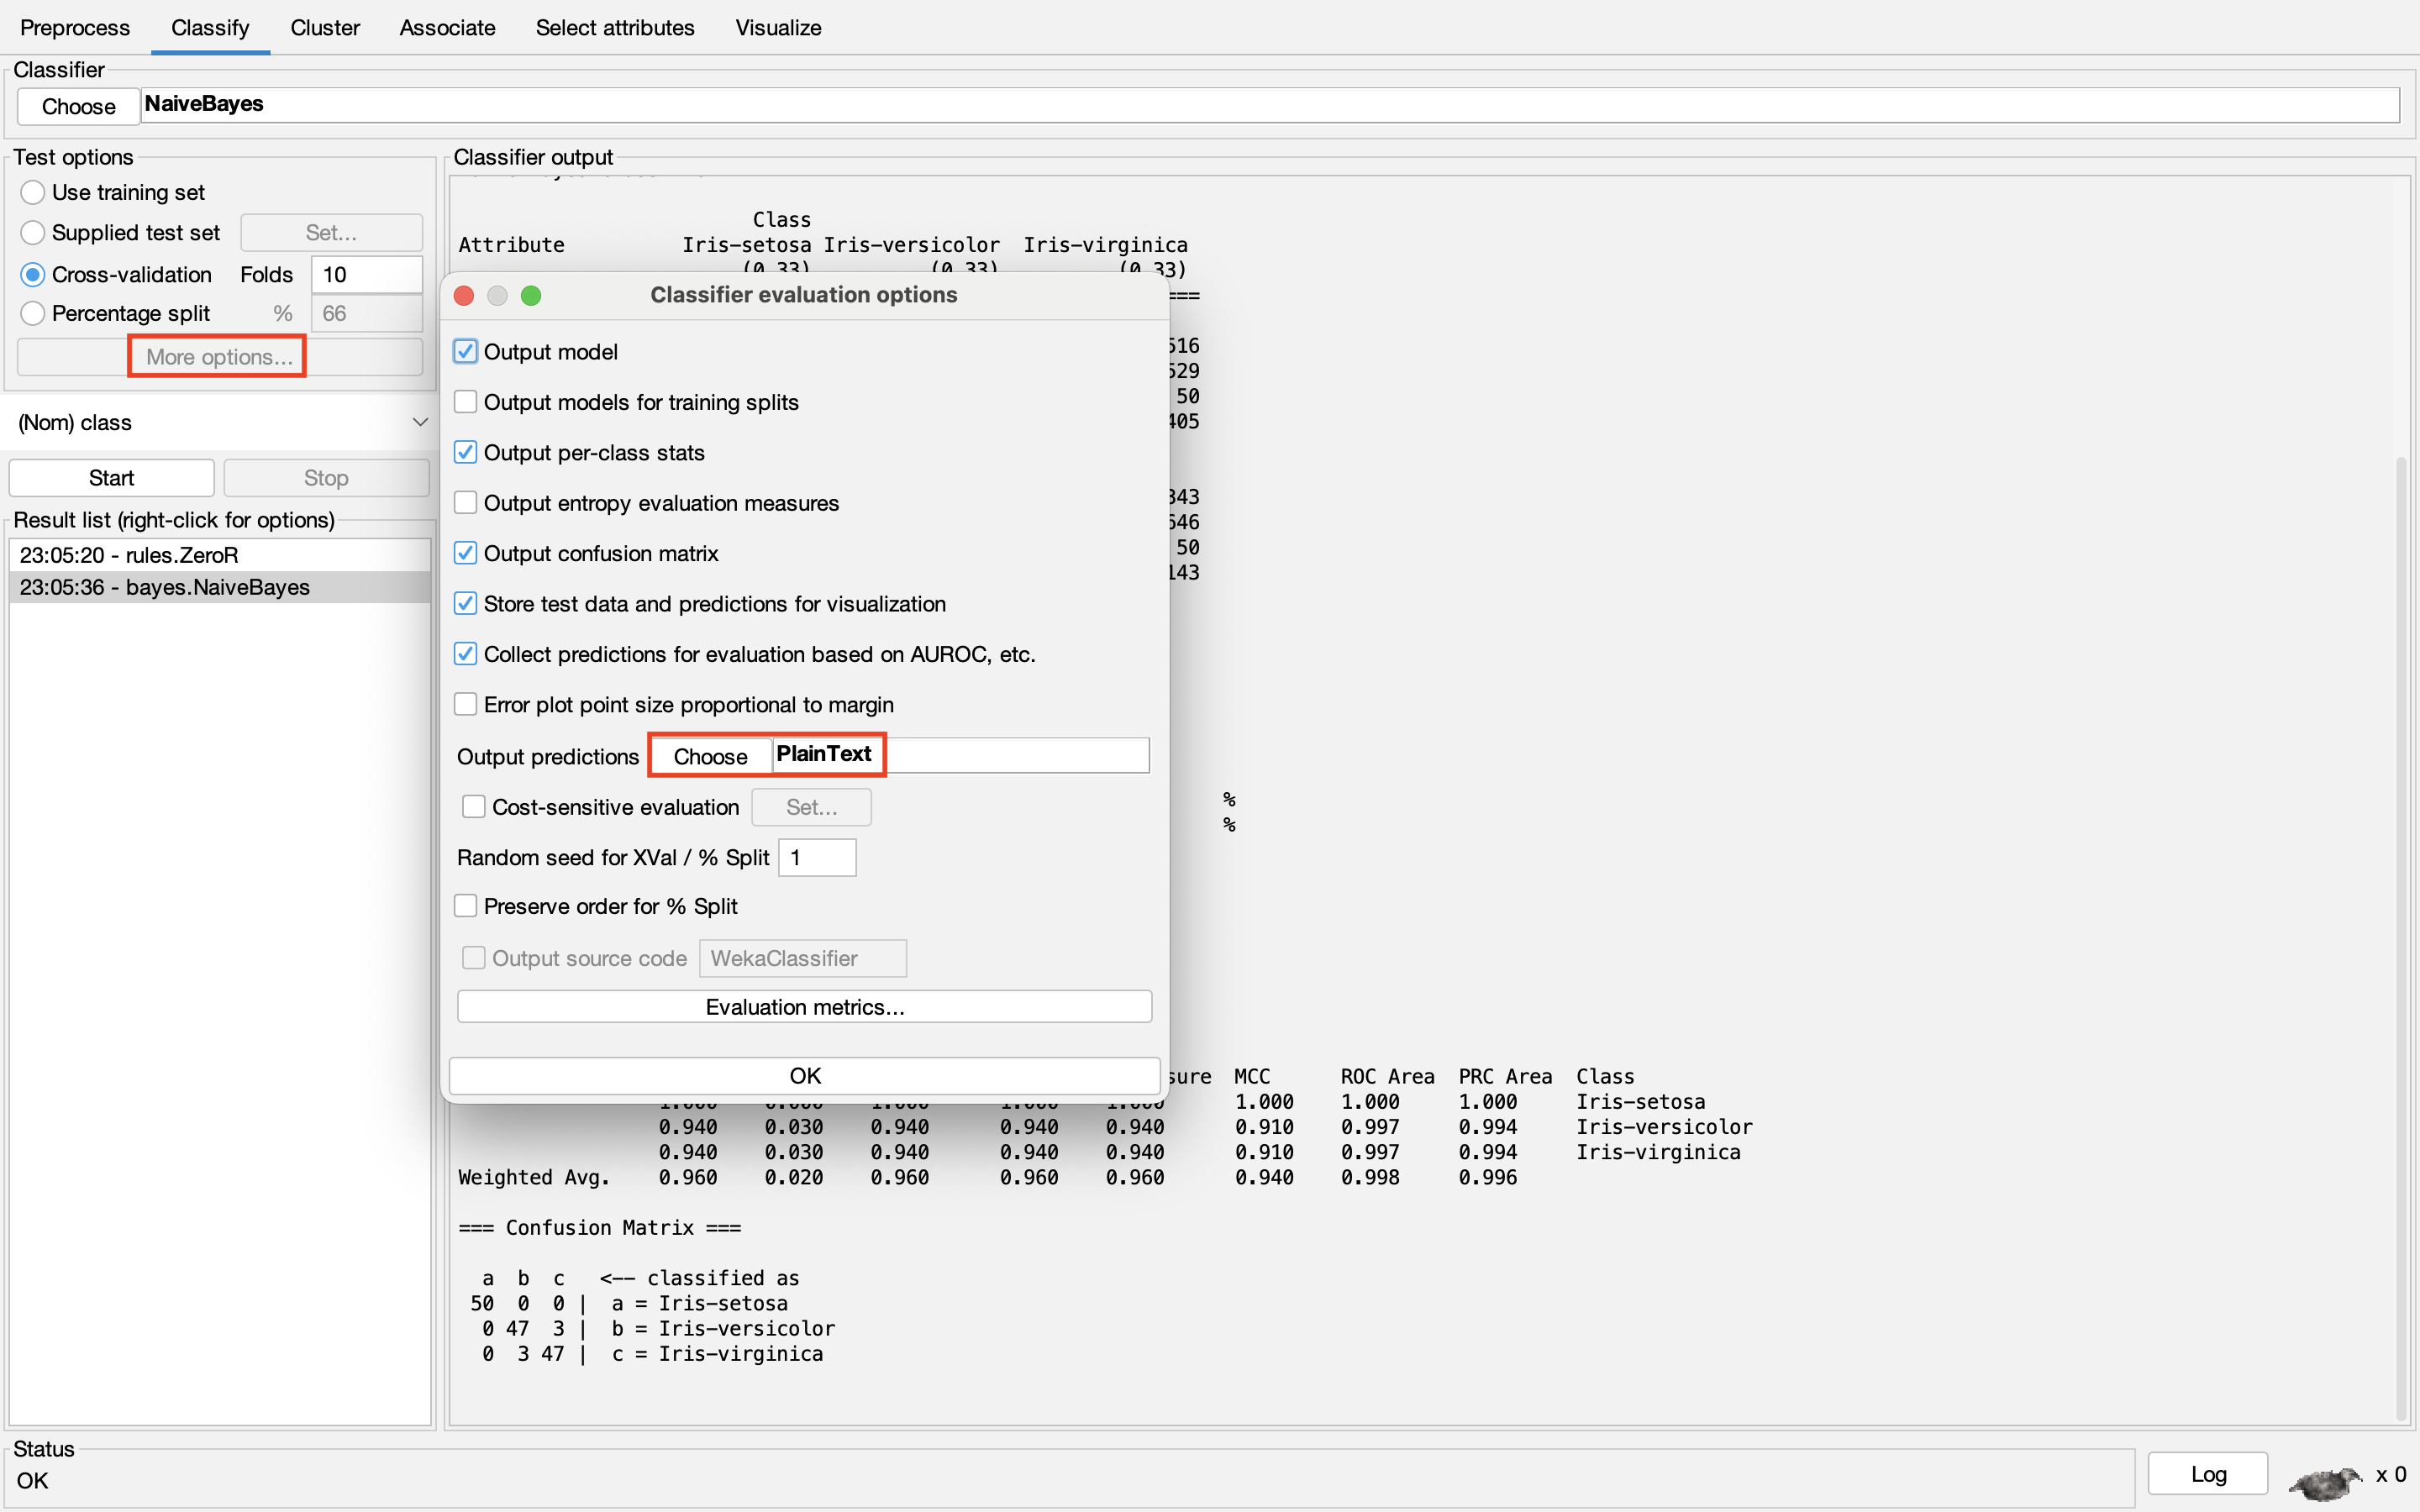 Preprocess Classify Cluster Associate Select attributes Visualize
Classifier
Choose NaiveBayes
Test options
Use training set
Supplied test set Set...
Cross-validation Folds 10
Percentage split % 66
More options...
(Nom) class
Start Stop
Result list (right-click for options)
23:05:20 - rules.ZeroR
23:05:36 - bayes.NaiveBayes
Classifier output
Class
Attribute Iris-setosa Iris-versicolor Iris-virginica
(0.33) (0.33) (0.33)
===
516
529
50
405
343
646
50
143
%
%
Classifier evaluation options
Output model
Output models for training splits
Output per-class stats
Output entropy evaluation measures
Output confusion matrix
Store test data and predictions for visualization
Collect predictions for evaluation based on AUROC, etc.
Error plot point size proportional to margin
Output predictions Choose PlainText
Cost-sensitive evaluation Set...
Random seed for XVal / % Split 1
Preserve order for % Split
Output source code WekaClassifier
Evaluation metrics...
OK
sure MCC ROC Area PRC Area Class
1.000 0.000 1.000 1.000 1.000 1.000 1.000 1.000 Iris-setosa
0.940 0.030 0.940 0.940 0.940 0.910 0.997 0.994 Iris-versicolor
0.940 0.030 0.940 0.940 0.940 0.910 0.997 0.994 Iris-virginica
Weighted Avg. 0.960 0.020 0.960 0.960 0.960 0.940 0.998 0.996
=== Confusion Matrix ===
a b c <-- classified as
50 0 0 | a = Iris-setosa
0 47 3 | b = Iris-versicolor
0 3 47 | c = Iris-virginica
Status
OK
Log x 0